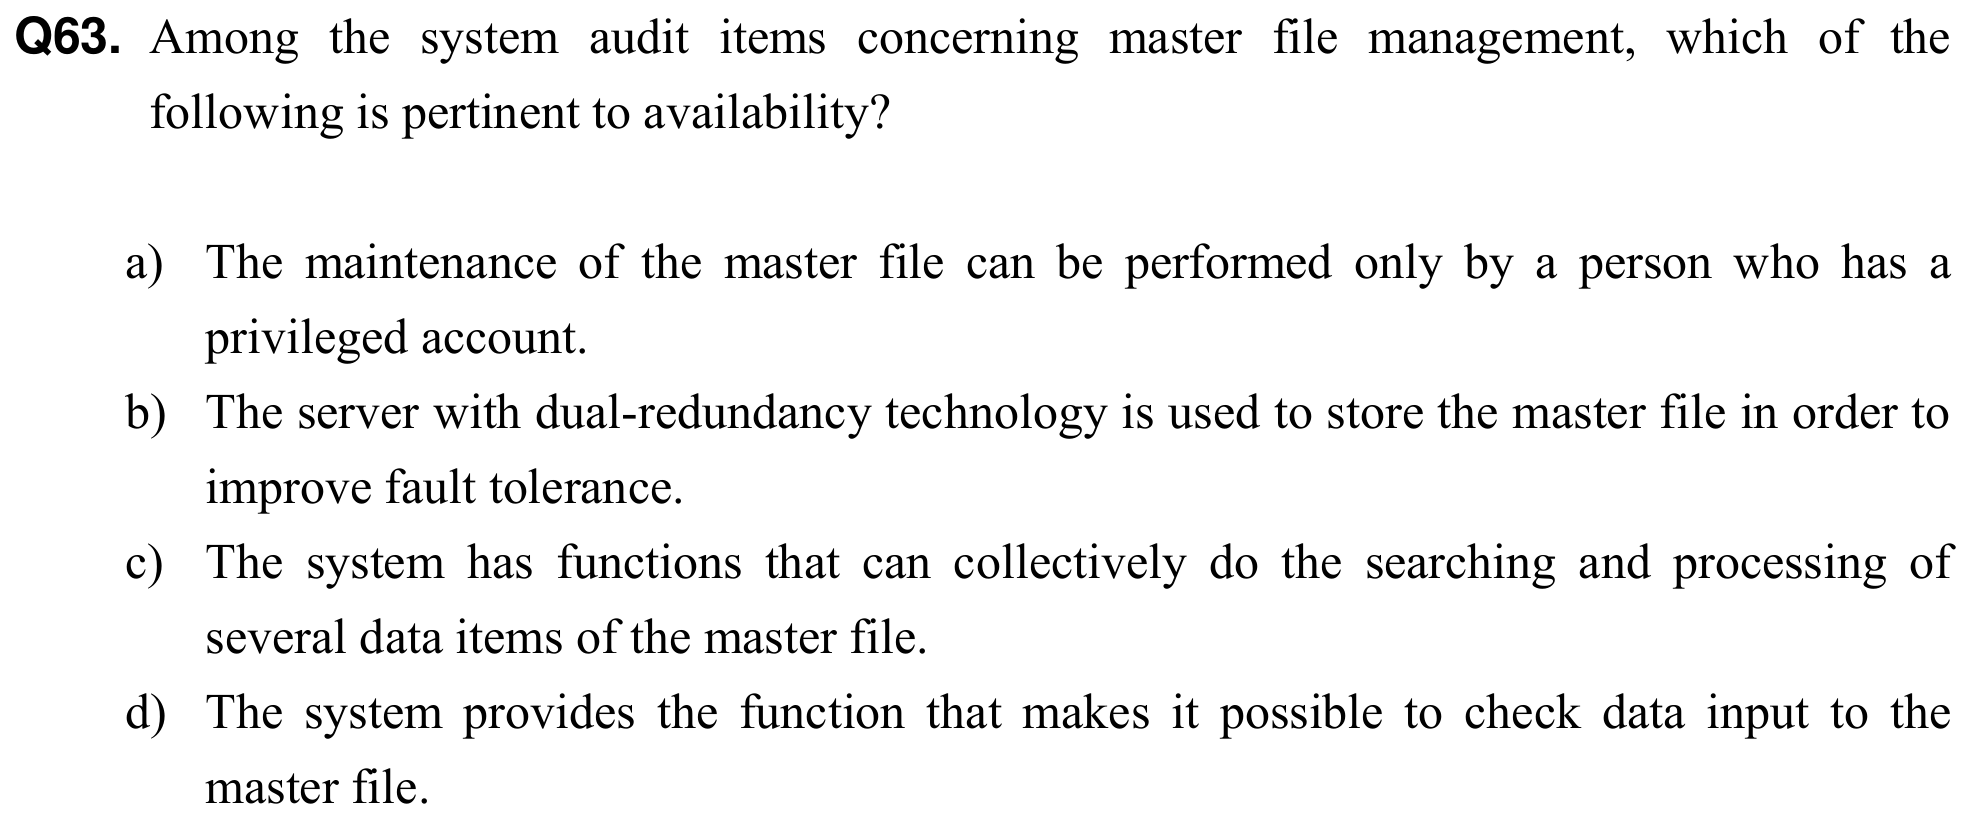 Q63. Among the system audit items concerning master file management, which of the
following is pertinent to availability?
a) The maintenance of the master file can be performed only by a person who has a
privileged account.
b) The server with dual-redundancy technology is used to store the master file in order to
improve fault tolerance.
c) The system has functions that can collectively do the searching and processing of
several data items of the master file.
d) The system provides the function that makes it possible to check data input to the
master file.